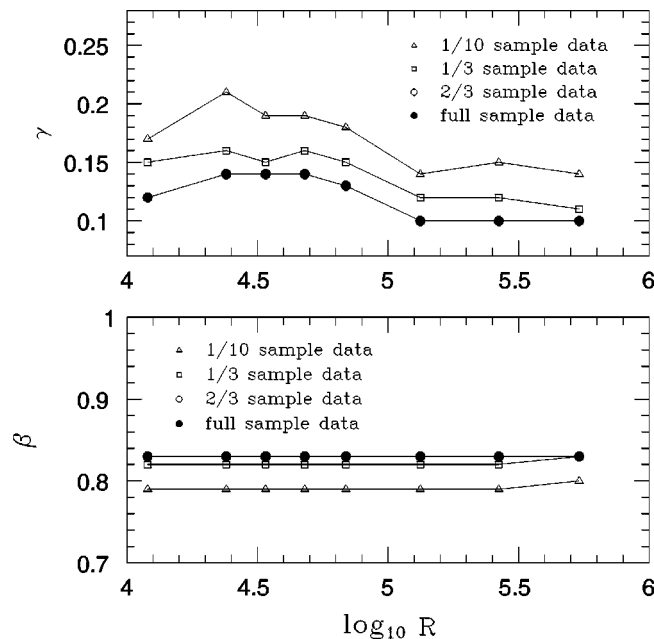 0.25
0.2
0.15
0.1
γ
1/10 sample data
1/3 sample data
2/3 sample data
full sample data
4 4.5 5 5.5 6
1
0.9
0.8
0.7
β
1/10 sample data
1/3 sample data
2/3 sample data
full sample data
4 4.5 5 5.5 6
log₁₀ R